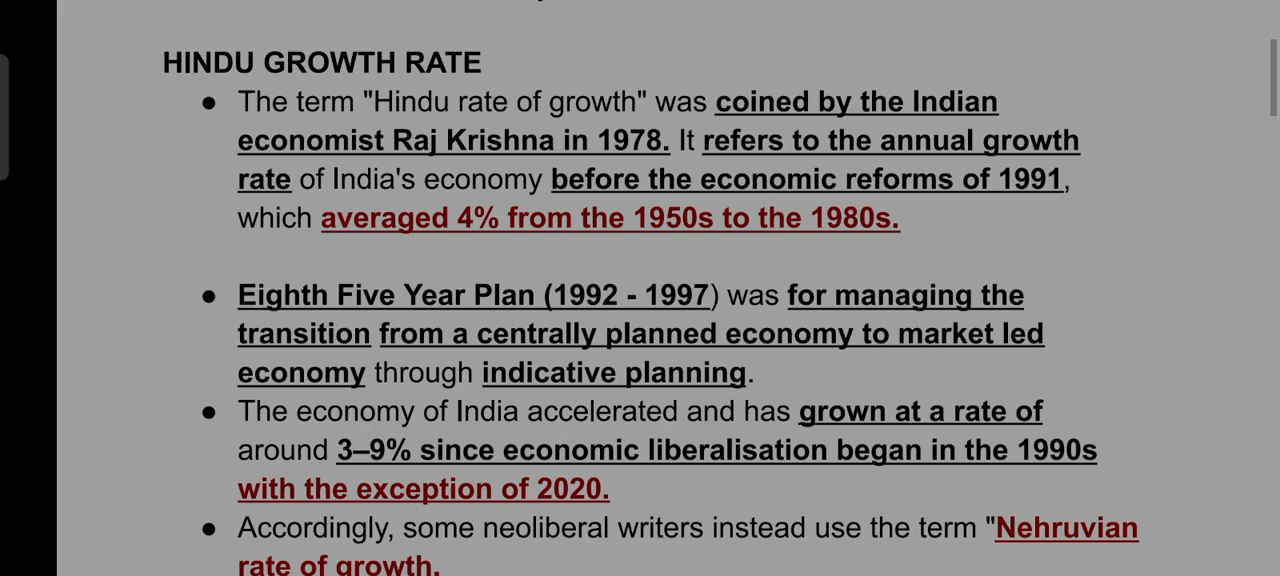 HINDU GROWTH RATE
● The term "Hindu rate of growth" was coined by the Indian
economist Raj Krishna in 1978. It refers to the annual growth
rate of India's economy before the economic reforms of 1991,
which averaged 4% from the 1950s to the 1980s.
● Eighth Five Year Plan (1992 - 1997) was for managing the
transition from a centrally planned economy to market led
economy through indicative planning.
● The economy of India accelerated and has grown at a rate of
around 3–9% since economic liberalisation began in the 1990s
with the exception of 2020.
● Accordingly, some neoliberal writers instead use the term "Nehruvian
rate of growth.